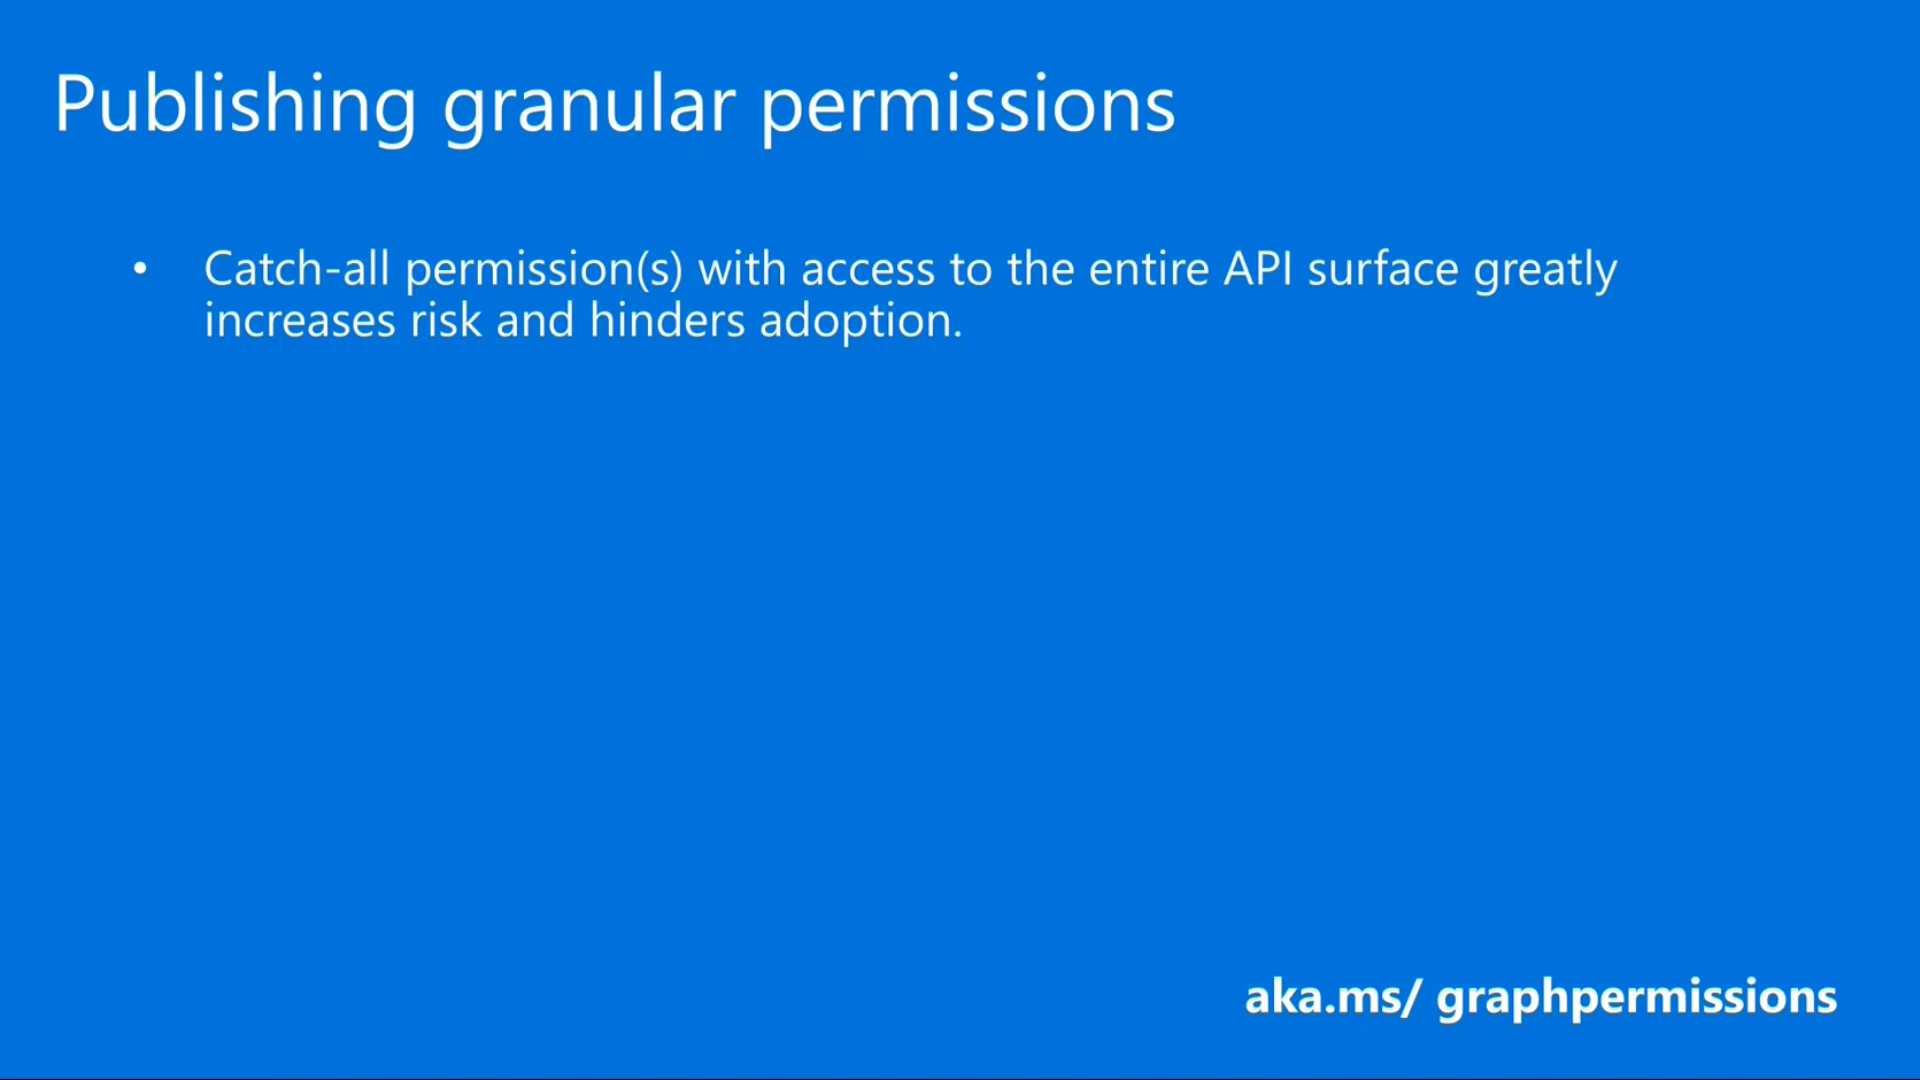 Publishing granular permissions
• Catch-all permission(s) with access to the entire API surface greatly
increases risk and hinders adoption.
aka.ms/ graphpermissions